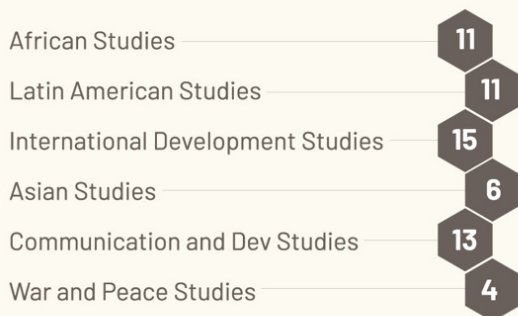 African Studies 11
Latin American Studies 11
International Development Studies 15
Asian Studies 6
Communication and Dev Studies 13
War and Peace Studies 4